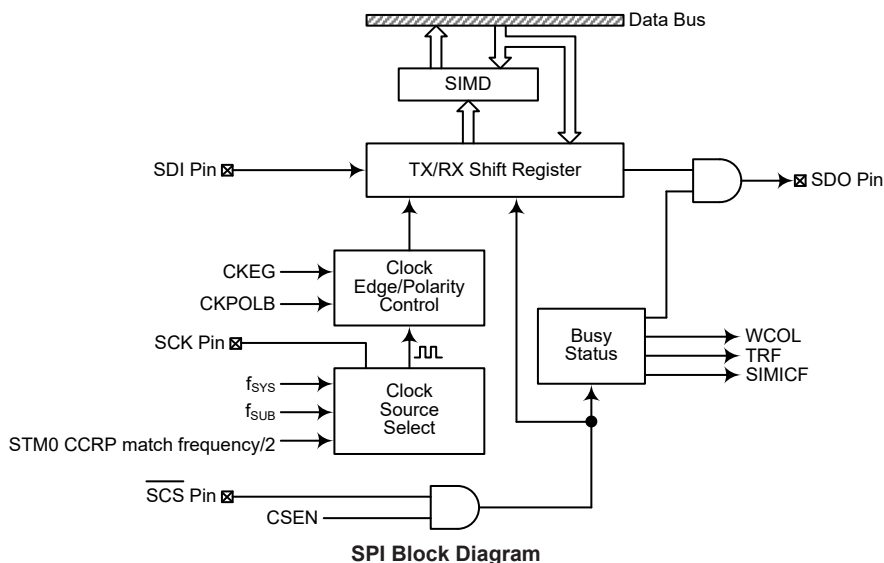 Data Bus
SIMD
SDI Pin
TX/RX Shift Register
SDO Pin
CKEG
CKPOLB
Clock
Edge/Polarity
Control
SCK Pin
Busy
Status
WCOL
TRF
SIMICF
fSYS
fSUB
STM0 CCRP match frequency/2
Clock
Source
Select
SCS Pin
CSEN
SPI Block Diagram